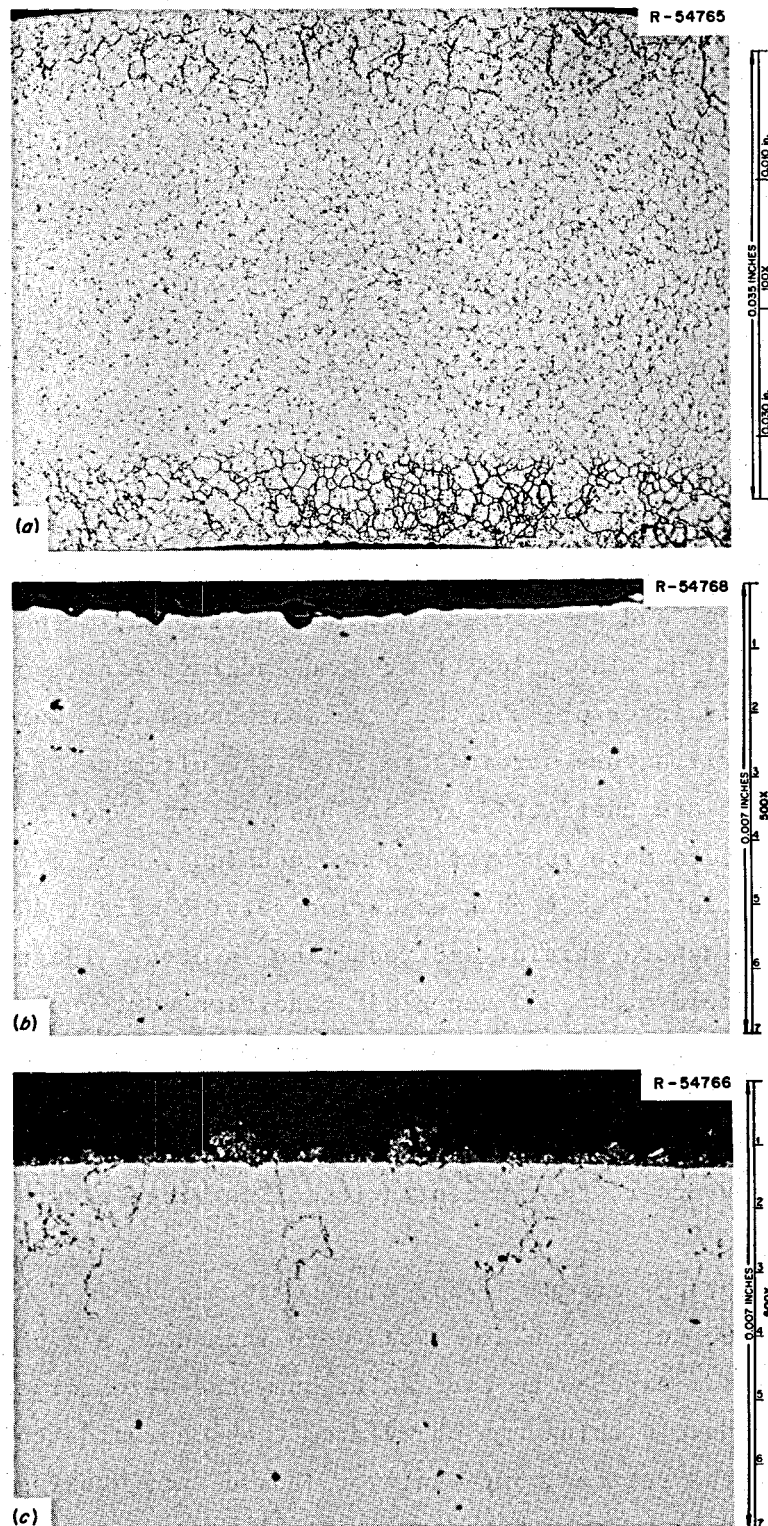 R-54765
0.035 INCHES
100X
0.010 in.
0.030 in.
(a)
R-54768
0.007 INCHES
500X
1
2
3
4
5
6
7
(b)
R-54766
0.007 INCHES
500X
1
2
3
4
5
6
7
(c)